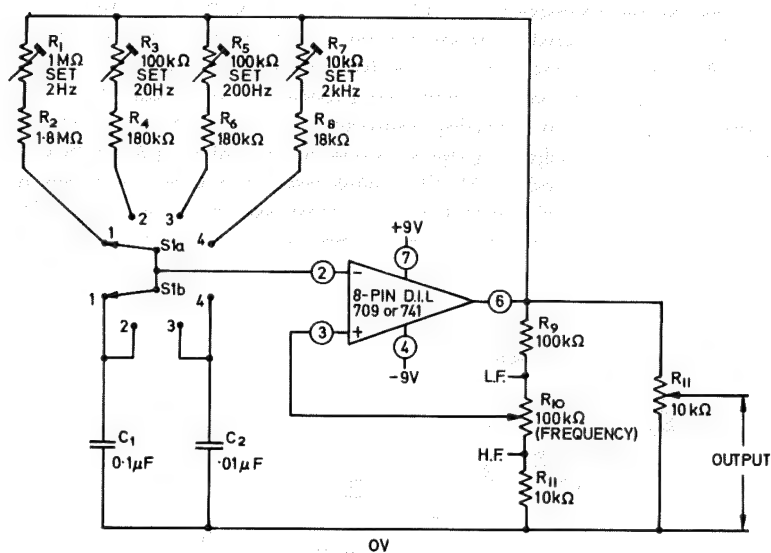 R1
1MΩ
SET
2Hz
R3
100kΩ
SET
20Hz
R5
100kΩ
SET
200Hz
R7
10kΩ
SET
2kHz
R2
1·8MΩ
R4
180kΩ
R6
180kΩ
R8
18kΩ
1
2
3
4
S1a
S1b
1
2
3
4
+9V
7
2
-
8-PIN D.I.L
709 or 741
6
3
+
4
-9V
R9
100kΩ
L.F.
R10
100kΩ
(FREQUENCY)
H.F.
R11
10kΩ
R11
10kΩ
OUTPUT
C1
0·1µF
C2
·01µF
0V